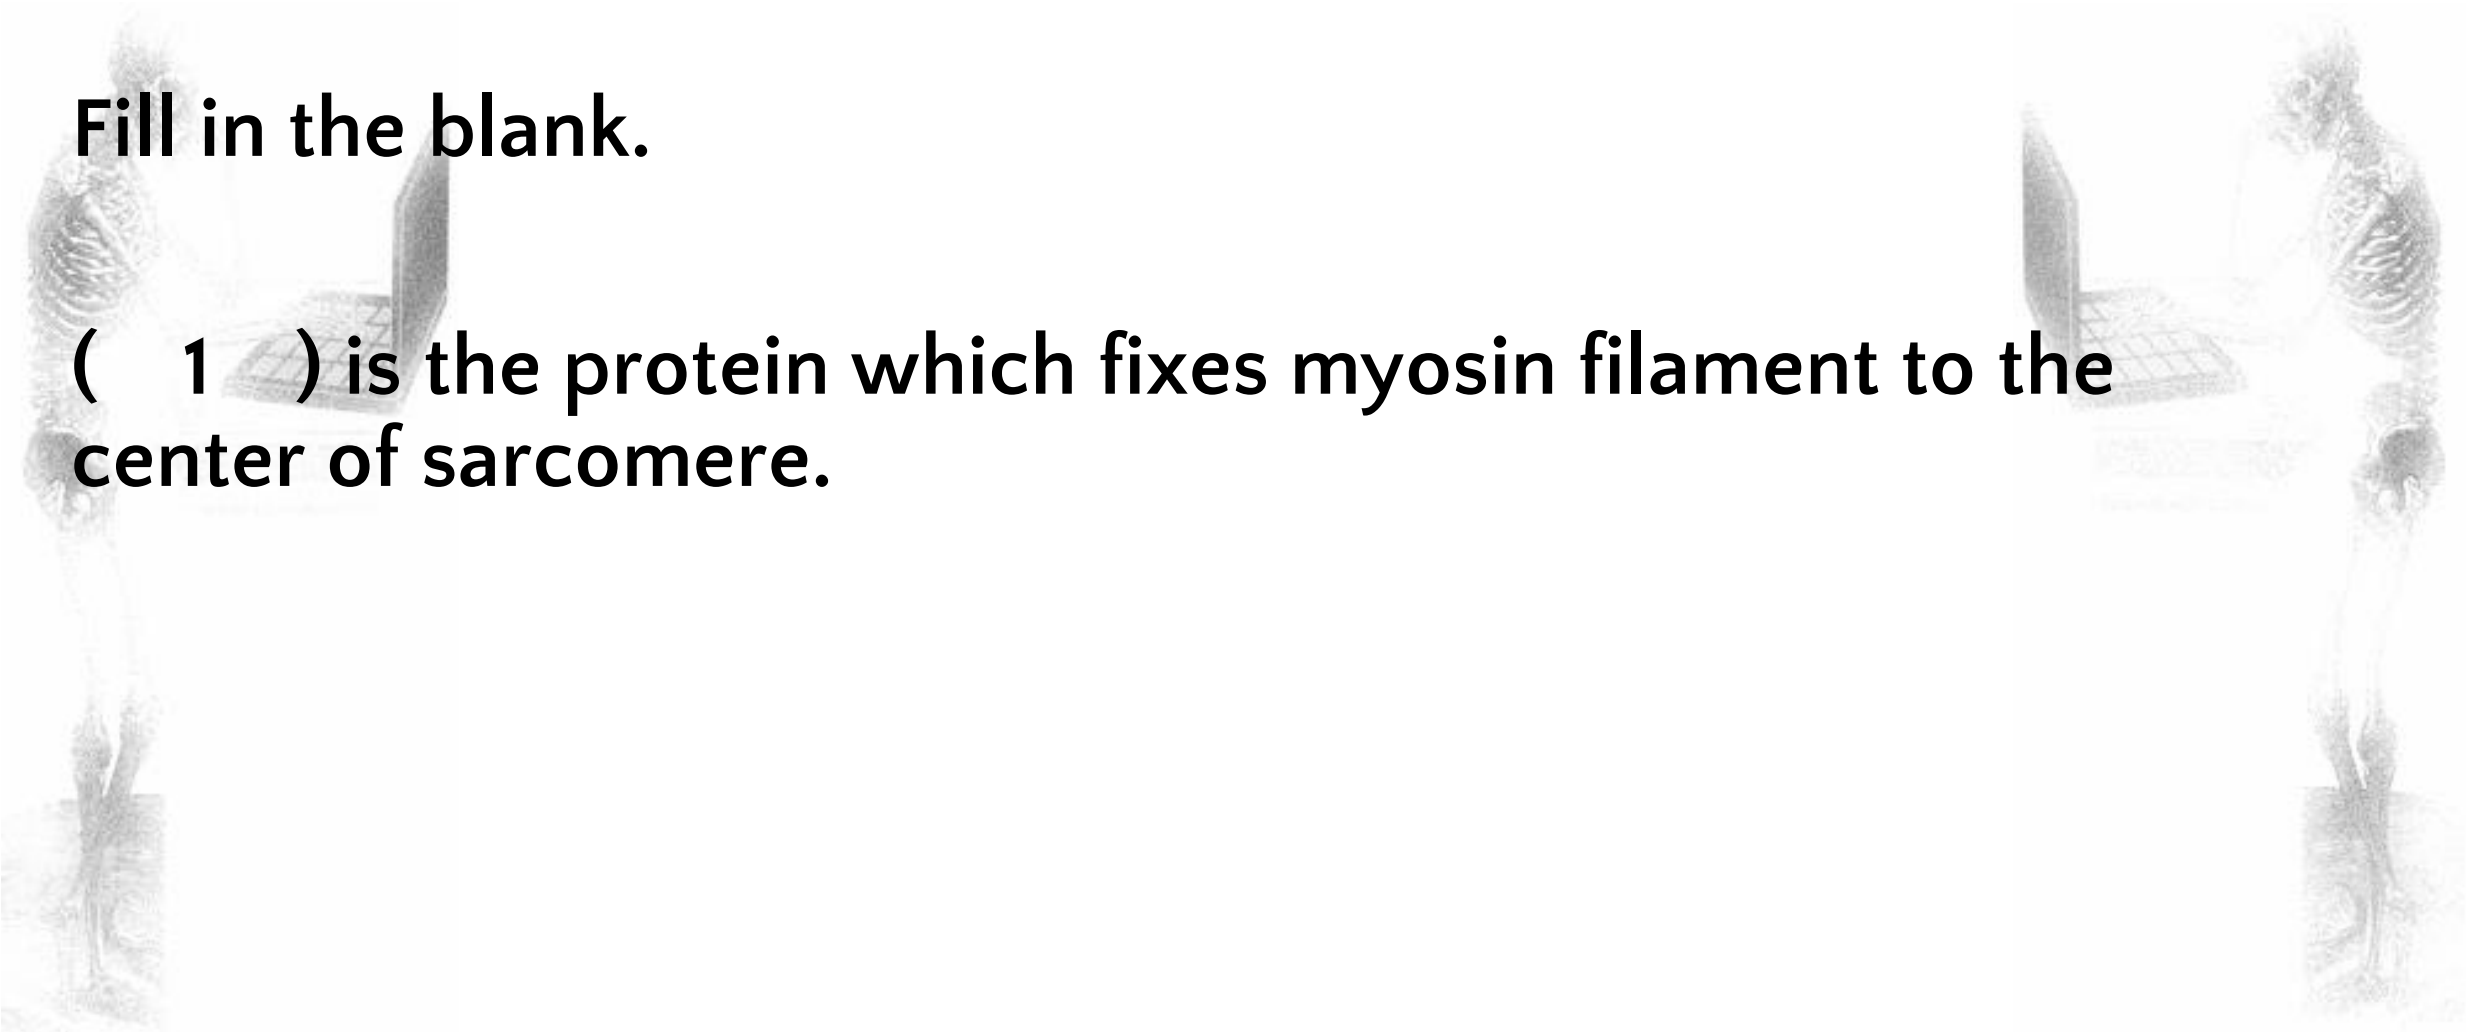 Fill in the blank.
( 1 ) is the protein which fixes myosin filament to the
center of sarcomere.